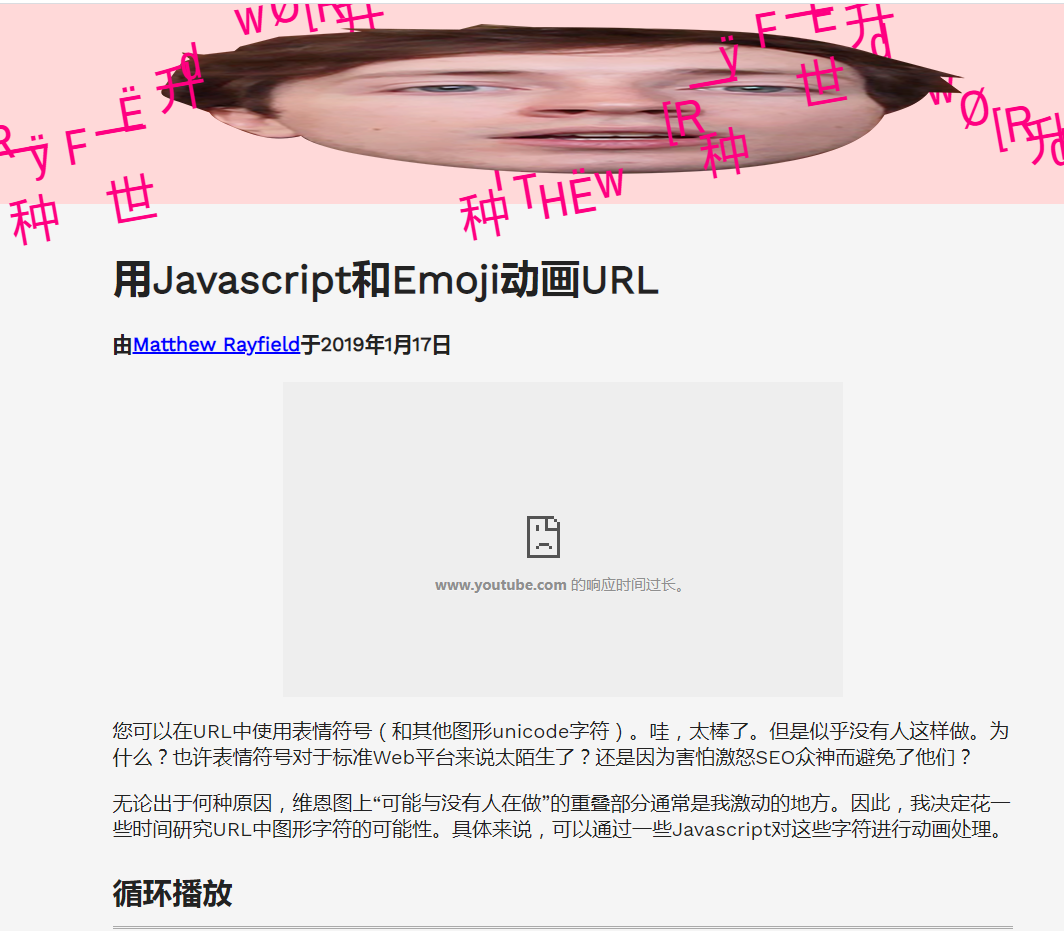 用Javascript和Emoji动画URL
由Matthew Rayfield于2019年1月17日
www.youtube.com 的响应时间过长。
您可以在URL中使用表情符号（和其他图形unicode字符）。哇，太棒了。但是似乎没有人这样做。为
什么？也许表情符号对于标准Web平台来说太陌生了？还是因为害怕激怒SEO众神而避免了他们？
无论出于何种原因，维恩图上“可能与没有人在做”的重叠部分通常是我激动的地方。因此，我决定花一
些时间研究URL中图形字符的可能性。具体来说，可以通过一些Javascript对这些字符进行动画处理。
循环播放